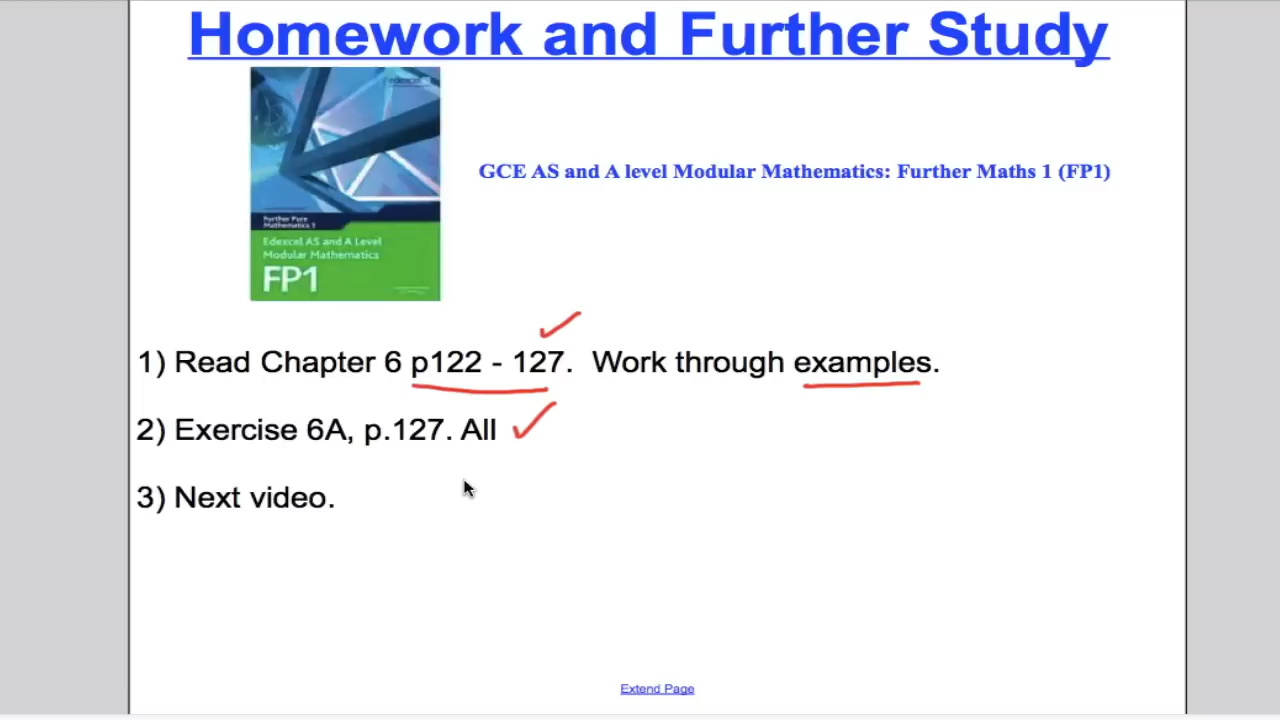 Homework and Further Study
edexcel
GCE AS and A level Modular Mathematics: Further Maths 1 (FP1)
Further Pure
Mathematics 1
Edexcel AS and A Level
Modular Mathematics
FP1
1) Read Chapter 6 p122 - 127.  Work through examples.
2) Exercise 6A, p.127. All
3) Next video.
Extend Page